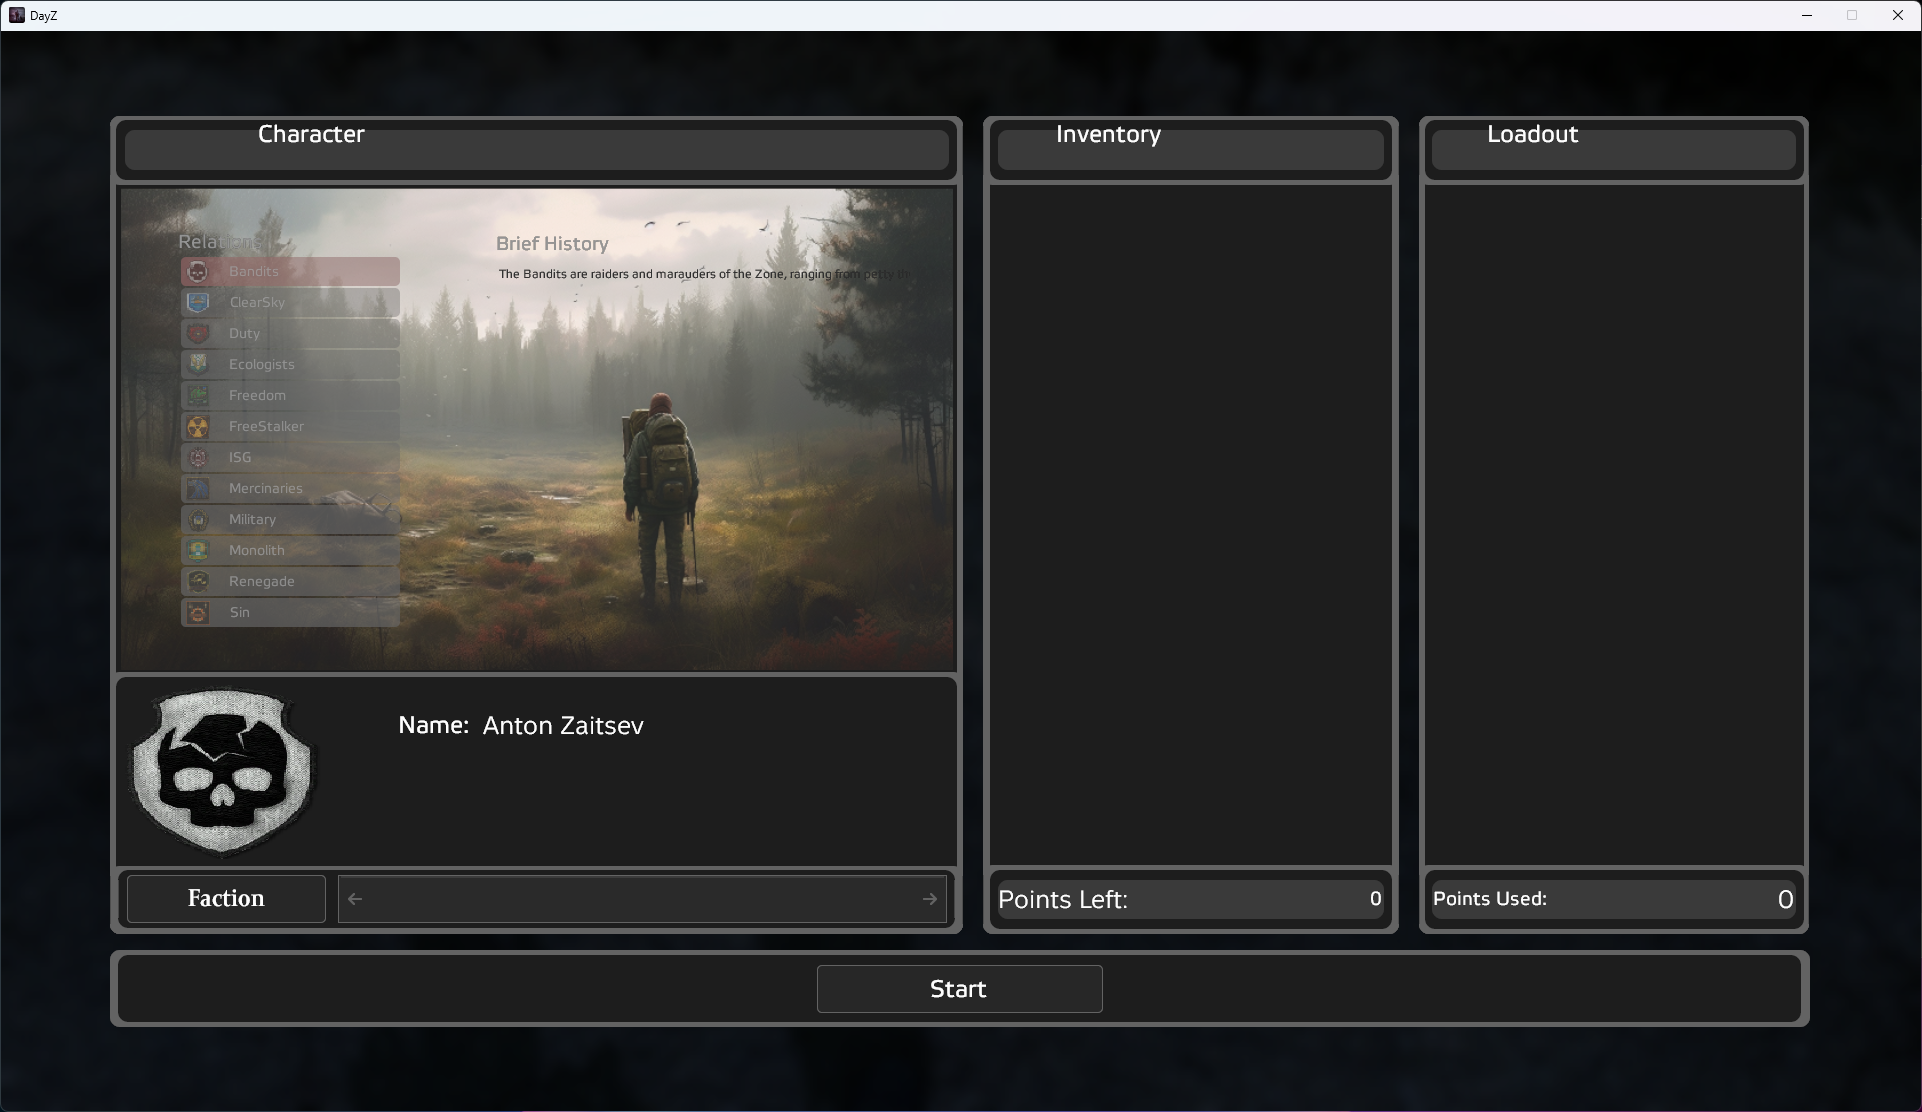 DayZ
Character
Inventory
Loadout
Relations
Brief History
Bandits
The Bandits are raiders and marauders of the Zone, ranging from petty
ClearSky
Duty
Ecologists
Freedom
FreeStalker
ISG
Mercinaries
Military
Monolith
Renegade
Sin
Name: Anton Zaitsev
Faction
Points Left: 0
Points Used: 0
Start